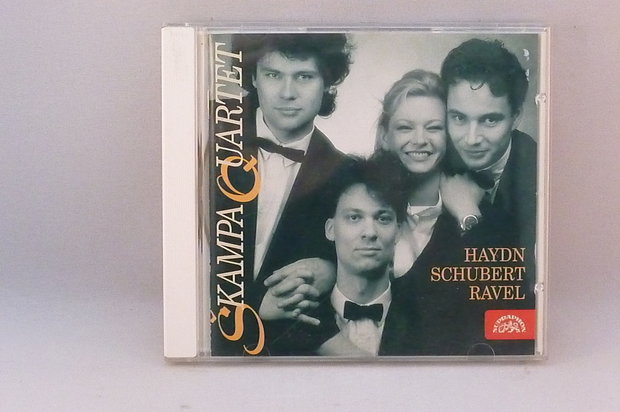 ŠKAMPA QUARTET
HAYDN
SCHUBERT
RAVEL
SUPRAPHON